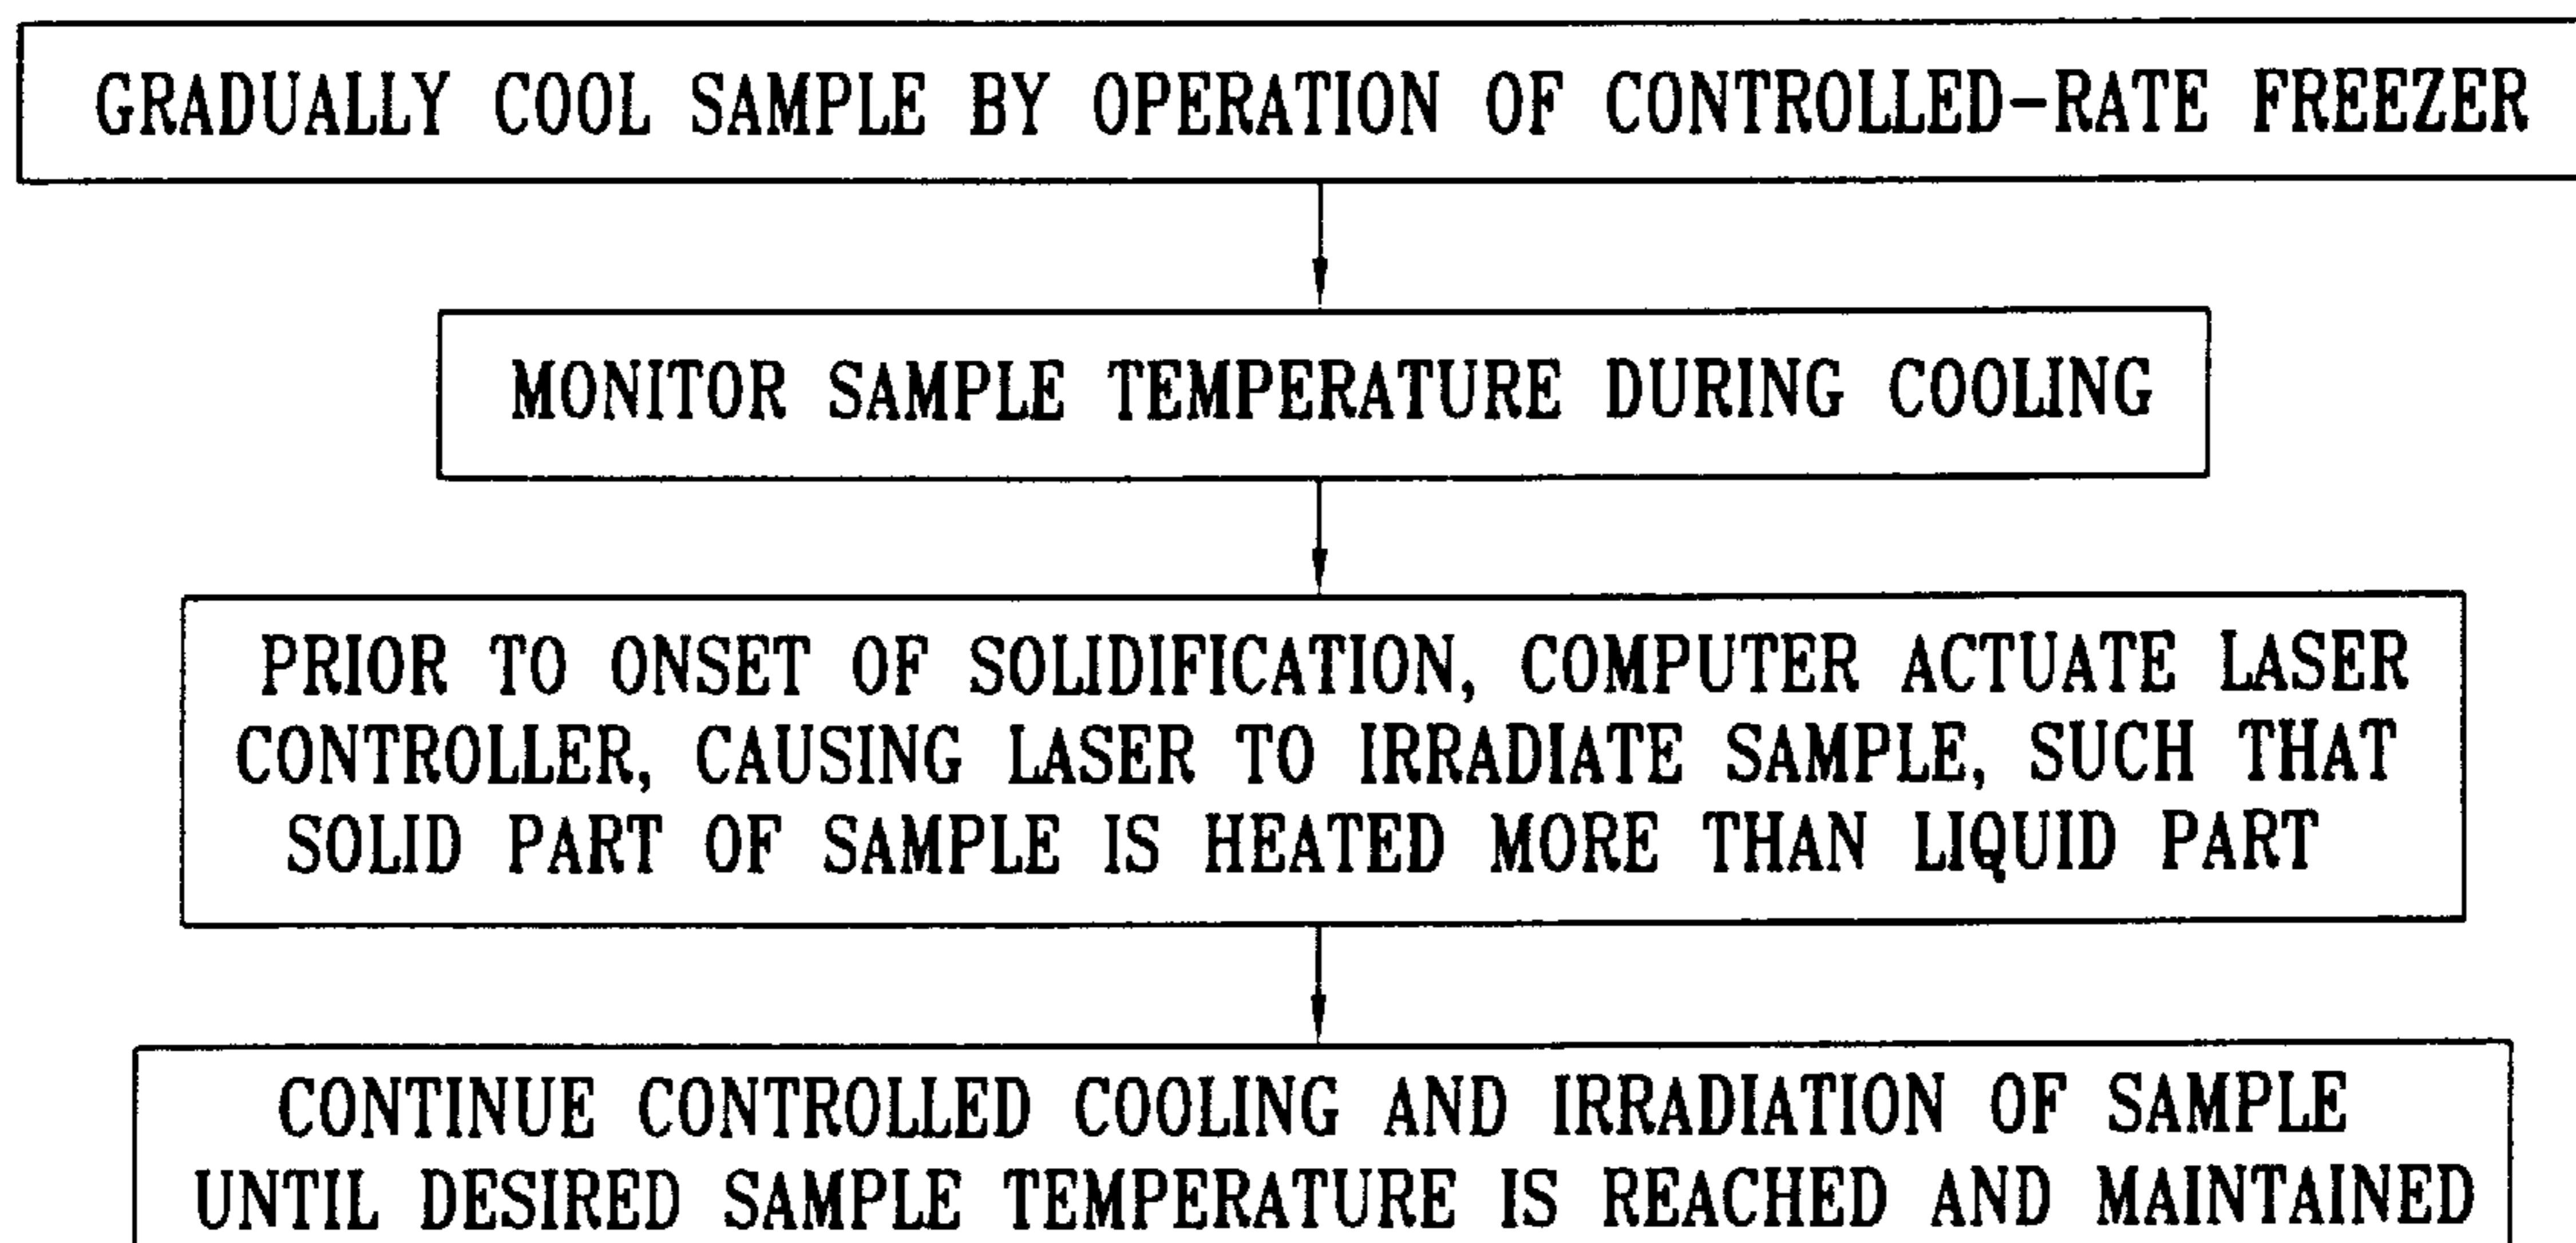 GRADUALLY COOL SAMPLE BY OPERATION OF CONTROLLED-RATE FREEZER
MONITOR SAMPLE TEMPERATURE DURING COOLING
PRIOR TO ONSET OF SOLIDIFICATION, COMPUTER ACTUATE LASER
CONTROLLER, CAUSING LASER TO IRRADIATE SAMPLE, SUCH THAT
SOLID PART OF SAMPLE IS HEATED MORE THAN LIQUID PART
CONTINUE CONTROLLED COOLING AND IRRADIATION OF SAMPLE
UNTIL DESIRED SAMPLE TEMPERATURE IS REACHED AND MAINTAINED